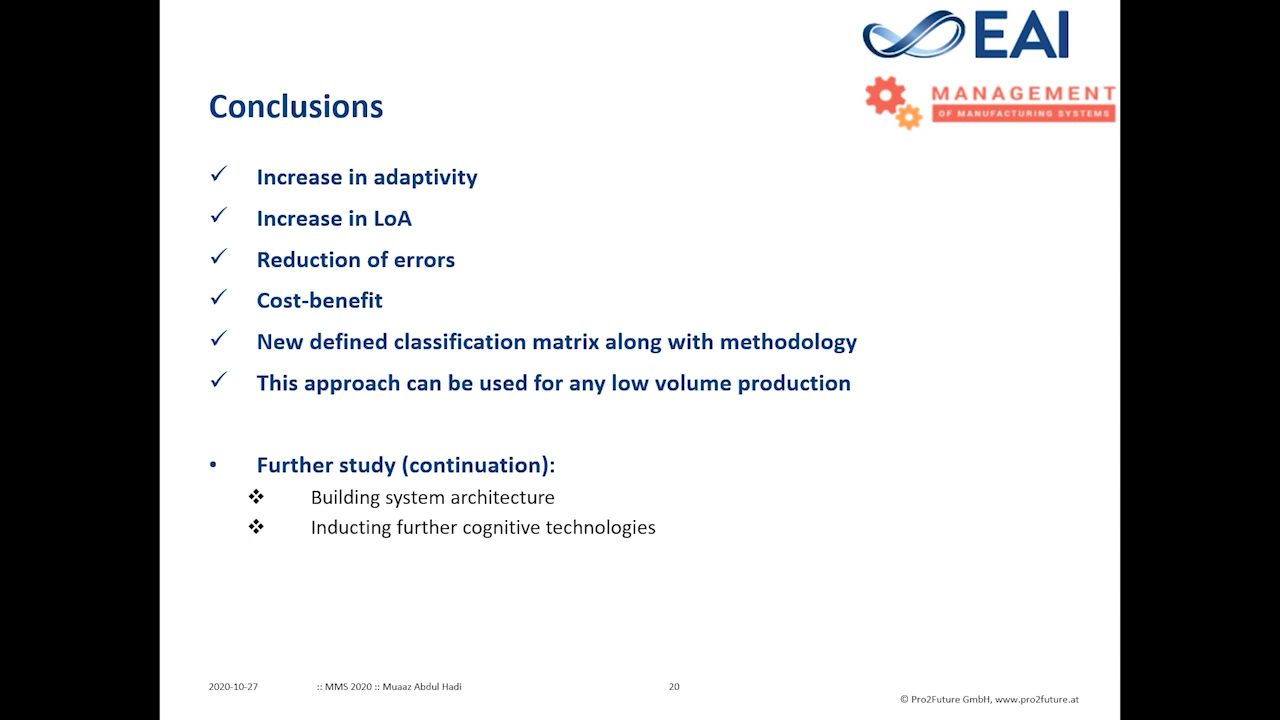 EAI
MANAGEMENT
OF MANUFACTURING SYSTEMS
Conclusions
✓ Increase in adaptivity
✓ Increase in LoA
✓ Reduction of errors
✓ Cost-benefit
✓ New defined classification matrix along with methodology
✓ This approach can be used for any low volume production
• Further study (continuation):
❖ Building system architecture
❖ Inducting further cognitive technologies
2020-10-27 :: MMS 2020 :: Muaaz Abdul Hadi 20
© Pro2Future GmbH, www.pro2future.at